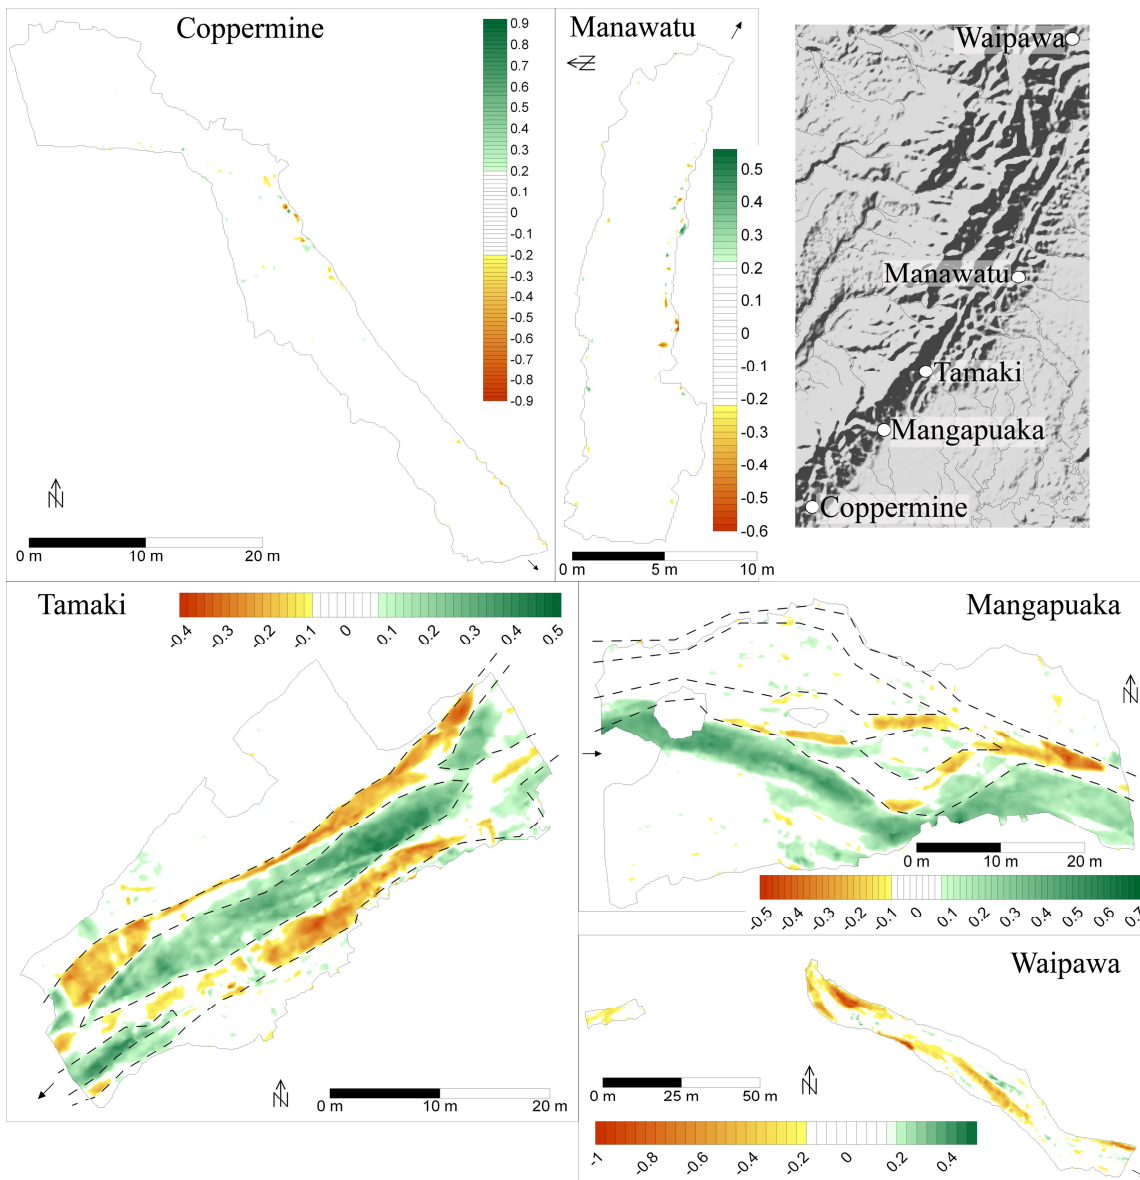 Coppermine
0.9
0.8
0.7
0.6
0.5
0.4
0.3
0.2
0.1
0
-0.1
-0.2
-0.3
-0.4
-0.5
-0.6
-0.7
-0.8
-0.9
N
0 m 10 m 20 m
Manawatu
N
0.5
0.4
0.3
0.2
0.1
0
-0.1
-0.2
-0.3
-0.4
-0.5
-0.6
0 m 5 m 10 m
Waipawa
Manawatu
Tamaki
Mangapuaka
Coppermine
Tamaki
-0.4 -0.3 -0.2 -0.1 0 0.1 0.2 0.3 0.4 0.5
N
0 m 10 m 20 m
Mangapuaka
N
0 m 10 m 20 m
-0.5 -0.4 -0.3 -0.2 -0.1 0 0.1 0.2 0.3 0.4 0.5 0.6 0.7
Waipawa
0 m 25 m 50 m
N
-1 -0.8 -0.6 -0.4 -0.2 0 0.2 0.4